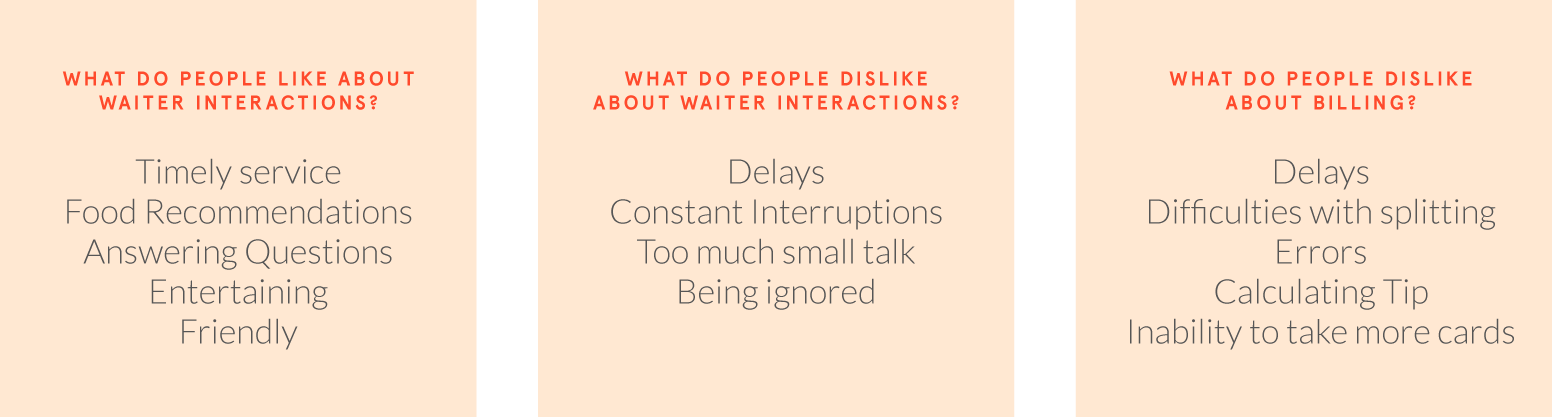 WHAT DO PEOPLE LIKE ABOUT
WAITER INTERACTIONS?
Timely service
Food Recommendations
Answering Questions
Entertaining
Friendly
WHAT DO PEOPLE DISLIKE
ABOUT WAITER INTERACTIONS?
Delays
Constant Interruptions
Too much small talk
Being ignored
WHAT DO PEOPLE DISLIKE
ABOUT BILLING?
Delays
Difficulties with splitting
Errors
Calculating Tip
Inability to take more cards